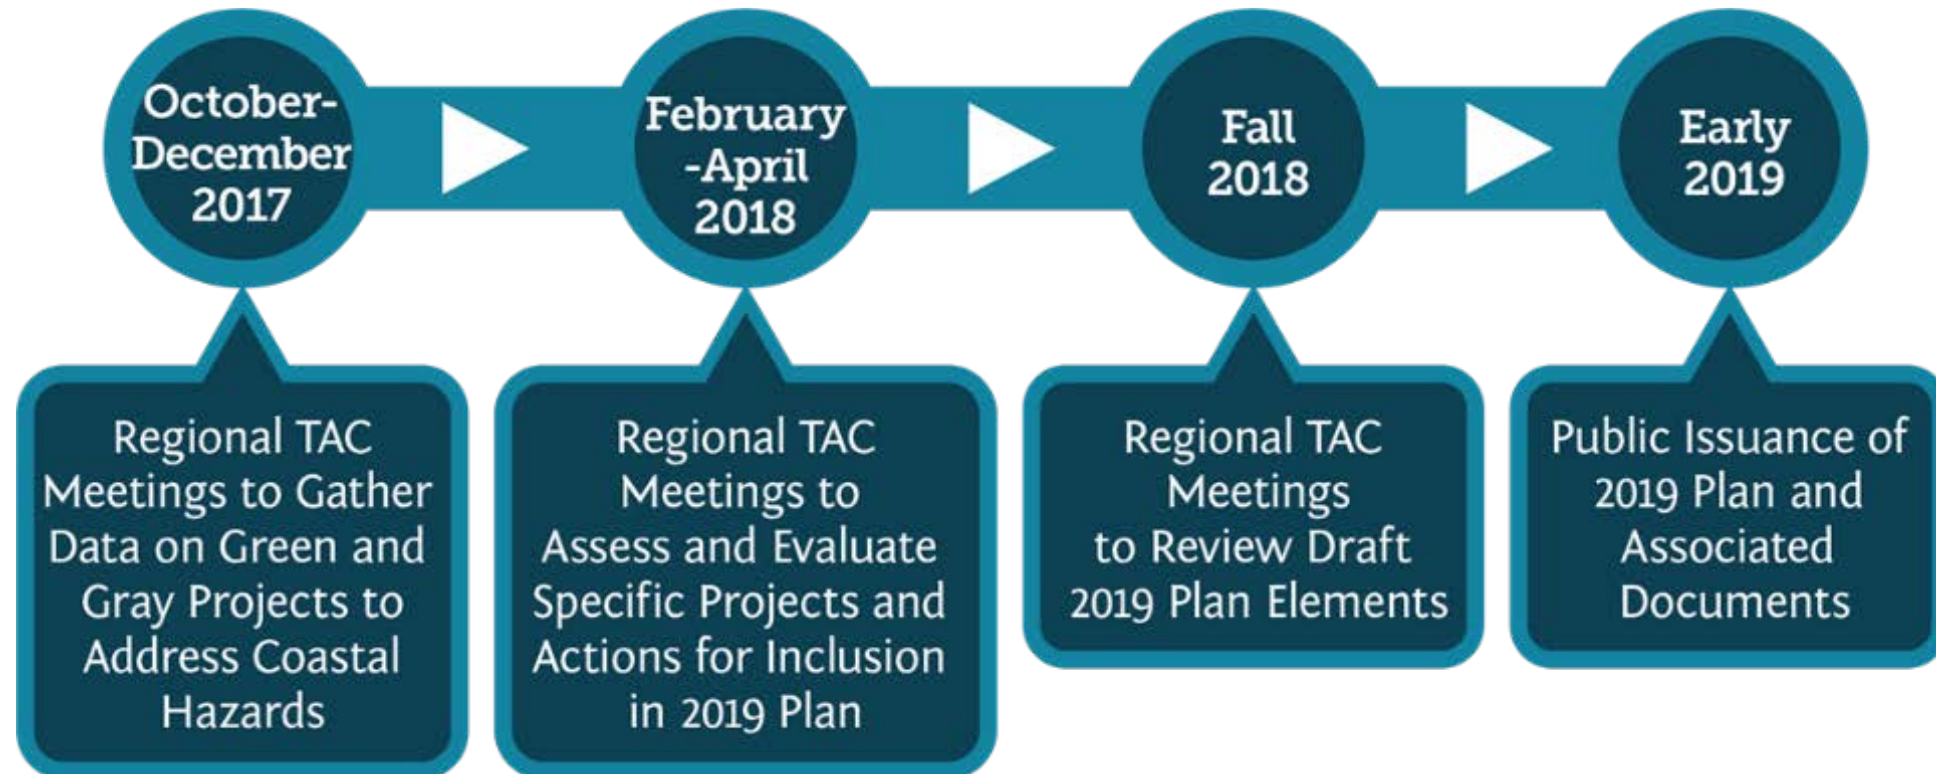 October-
December
2017
February
-April
2018
Fall
2018
Early
2019
Regional TAC
Meetings to Gather
Data on Green and
Gray Projects to
Address Coastal
Hazards
Regional TAC
Meetings to
Assess and Evaluate
Specific Projects and
Actions for Inclusion
in 2019 Plan
Regional TAC
Meetings
to Review Draft
2019 Plan Elements
Public Issuance of
2019 Plan and
Associated
Documents